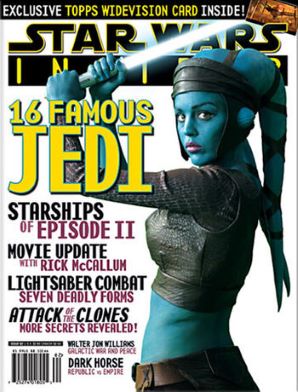 EXCLUSIVE TOPPS WIDEVISION CARD INSIDE!
STAR WARS
16 FAMOUS
JEDI
STARSHIPS
OF EPISODE II
MOVIE UPDATE
WITH RICK McCALLUM
LIGHTSABER COMBAT
SEVEN DEADLY FORMS
ATTACK OF THE CLONES
MORE SECRETS REVEALED!
WALTER JON WILLIAMS
GALACTIC WAR AND PEACE
DARK HORSE
REPUBLIC TO EMPIRE